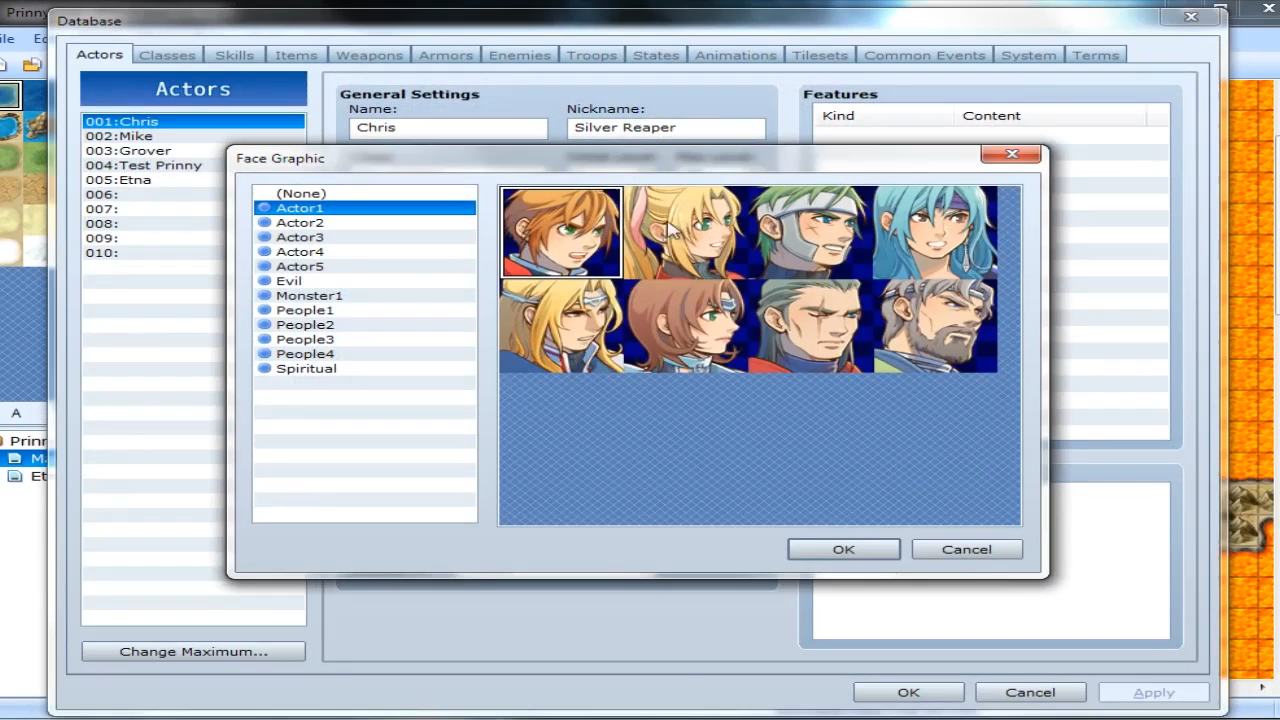 Prinny
Database
Actors Classes Skills Items Weapons Armors Enemies Troops States Animations Tilesets Common Events System Terms
Actors
001:Chris
002:Mike
003:Grover
004:Test Prinny
005:Etna
006:
007:
008:
009:
010:
Change Maximum...
General Settings
Name:
Nickname:
Chris
Silver Reaper
Features
Kind
Content
Face Graphic
(None)
Actor1
Actor2
Actor3
Actor4
Actor5
Evil
Monster1
People1
People2
People3
People4
Spiritual
OK
Cancel
A
Prinn
OK
Cancel
Apply